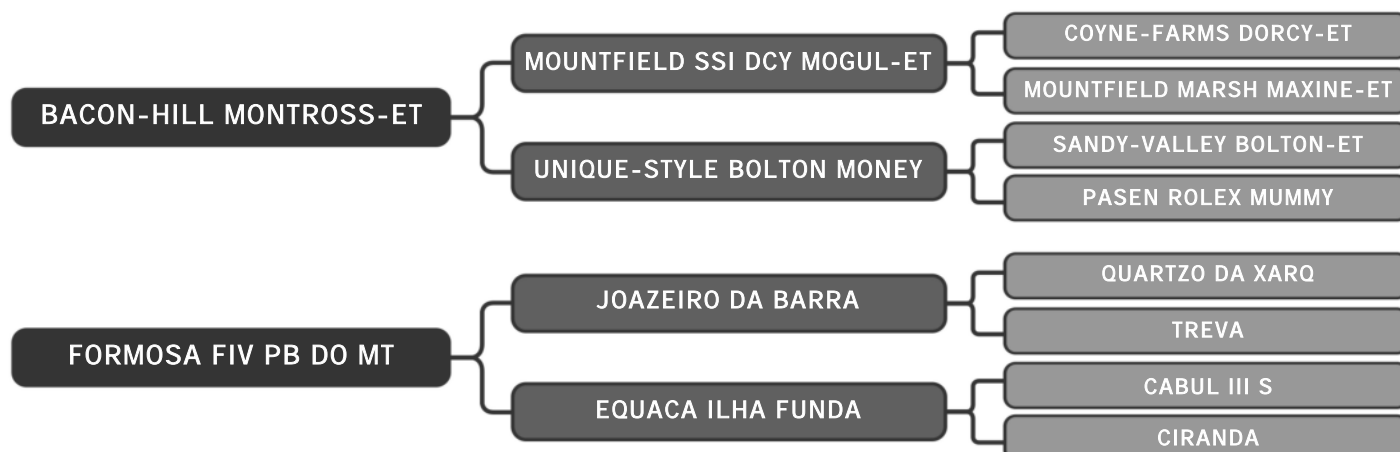 BACON-HILL MONTROSS-ET
MOUNTFIELD SSI DCY MOGUL-ET
COYNE-FARMS DORCY-ET
MOUNTFIELD MARSH MAXINE-ET
UNIQUE-STYLE BOLTON MONEY
SANDY-VALLEY BOLTON-ET
PASEN ROLEX MUMMY
FORMOSA FIV PB DO MT
JOAZEIRO DA BARRA
QUARTZO DA XARQ
TREVA
EQUACA ILHA FUNDA
CABUL III S
CIRANDA